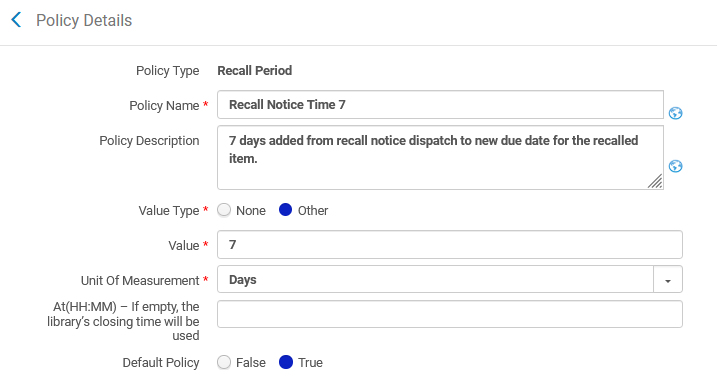 Policy Details
Policy Type Recall Period
Policy Name * Recall Notice Time 7
Policy Description 7 days added from recall notice dispatch to new due date for the recalled
item.
Value Type * None Other
Value * 7
Unit Of Measurement * Days
At(HH:MM) – If empty, the
library's closing time will be
used
Default Policy False True